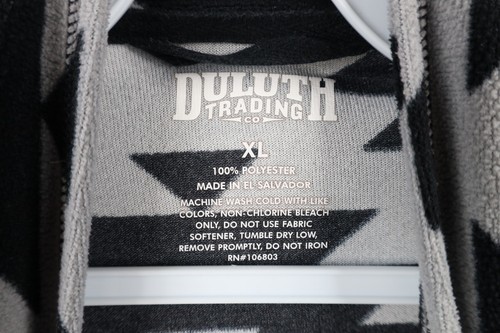 DULUTH
TRADING
CO
XL
100% POLYESTER
MADE IN EL SALVADOR
MACHINE WASH COLD WITH LIKE
COLORS, NON-CHLORINE BLEACH
ONLY, DO NOT USE FABRIC
SOFTENER, TUMBLE DRY LOW,
REMOVE PROMPTLY, DO NOT IRON
RN#106803